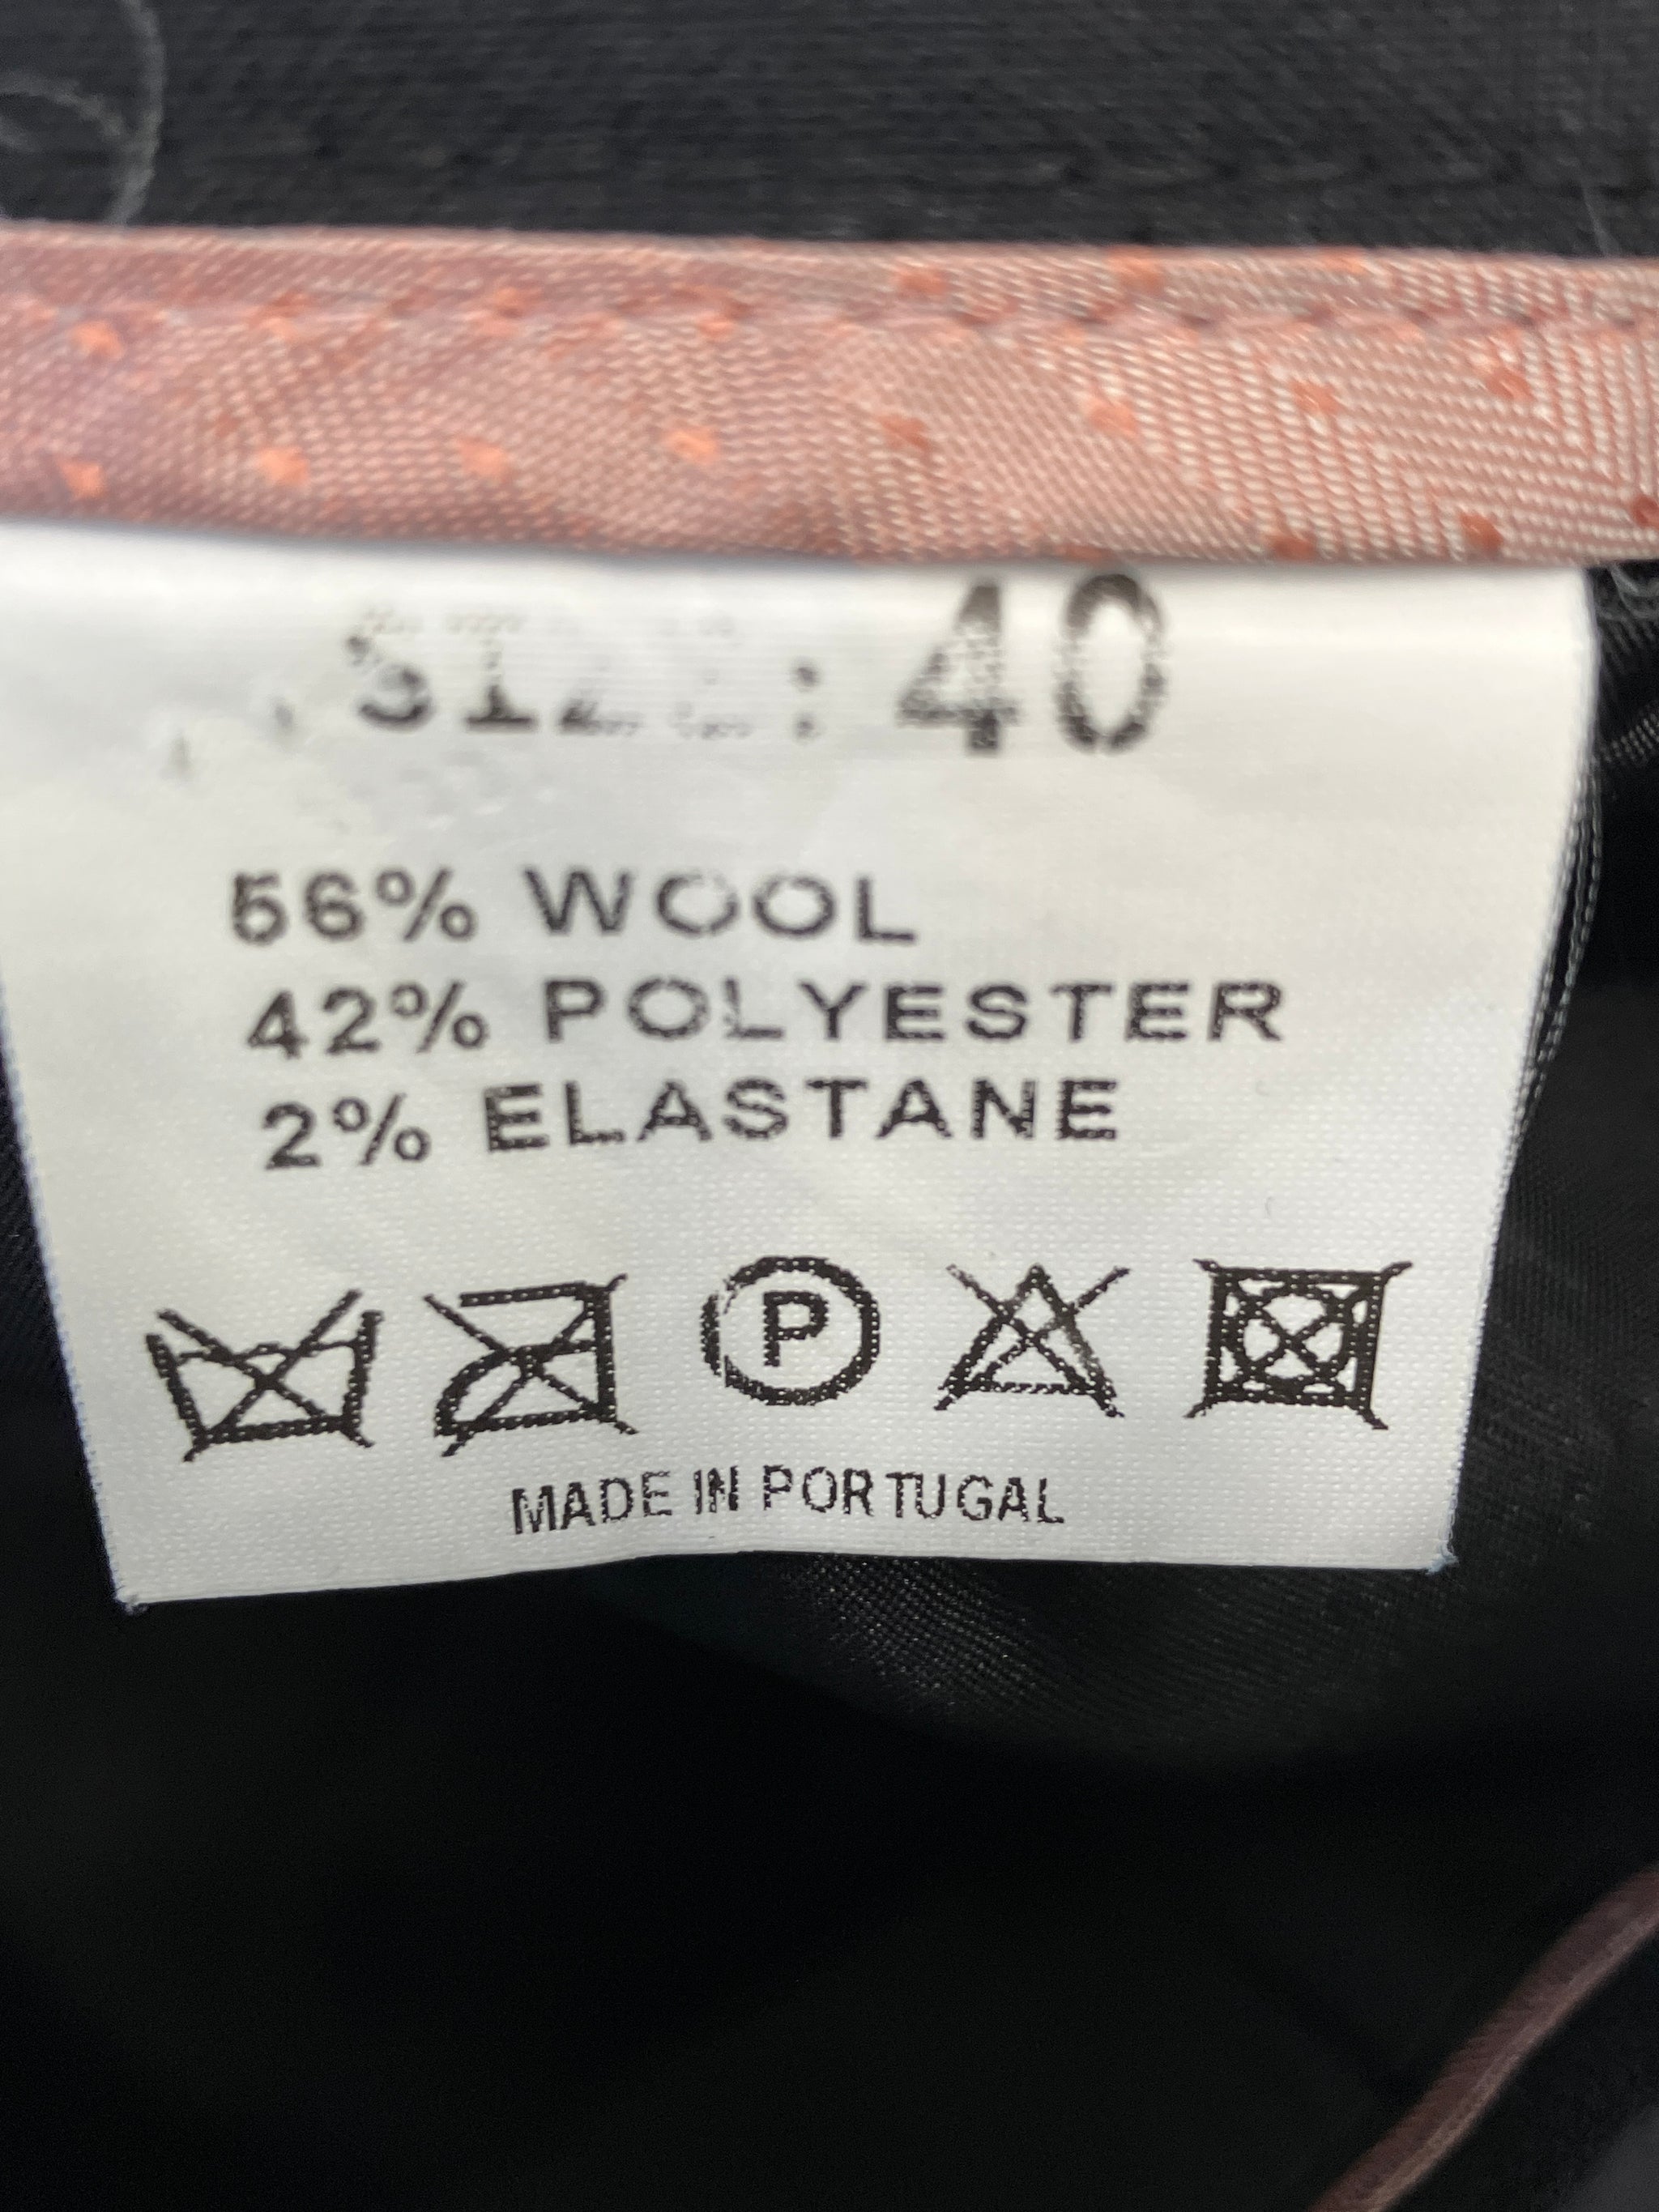 SIZE: 40
56% WOOL
42% POLYESTER
2% ELASTANE
P
MADE IN PORTUGAL